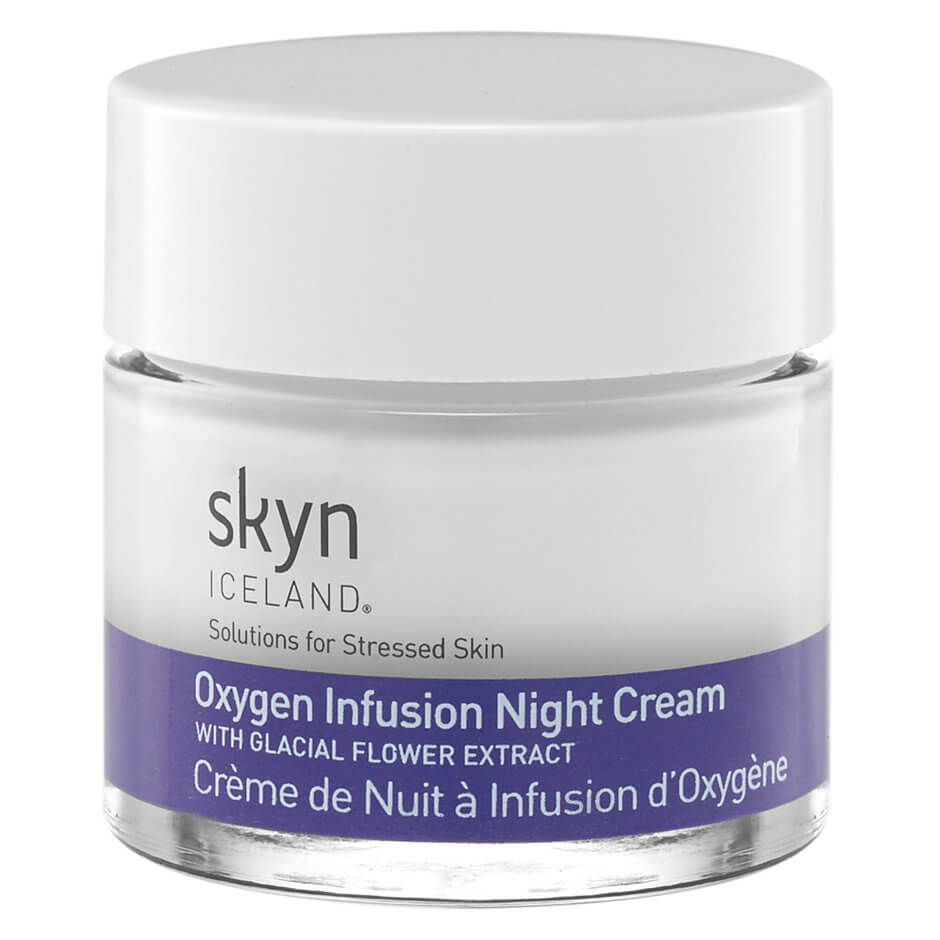 skyn
ICELAND®
Solutions for Stressed Skin
Oxygen Infusion Night Cream
WITH GLACIAL FLOWER EXTRACT
Crème de Nuit à Infusion d'Oxygène